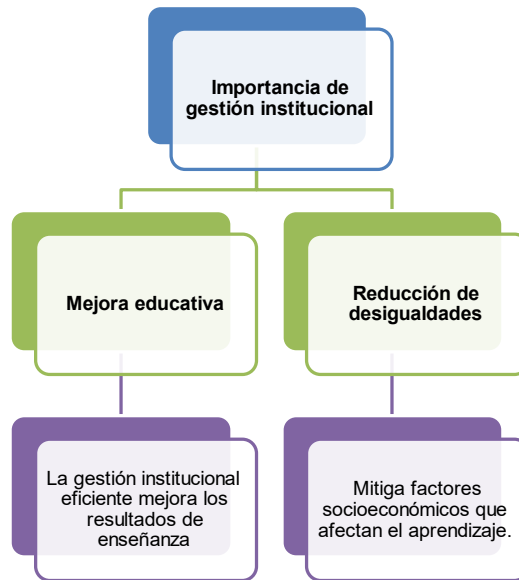 Importancia de
gestión institucional
Mejora educativa
Reducción de
desigualdades
La gestión institucional
eficiente mejora los
resultados de
enseñanza
Mitiga factores
socioeconómicos que
afectan el aprendizaje.